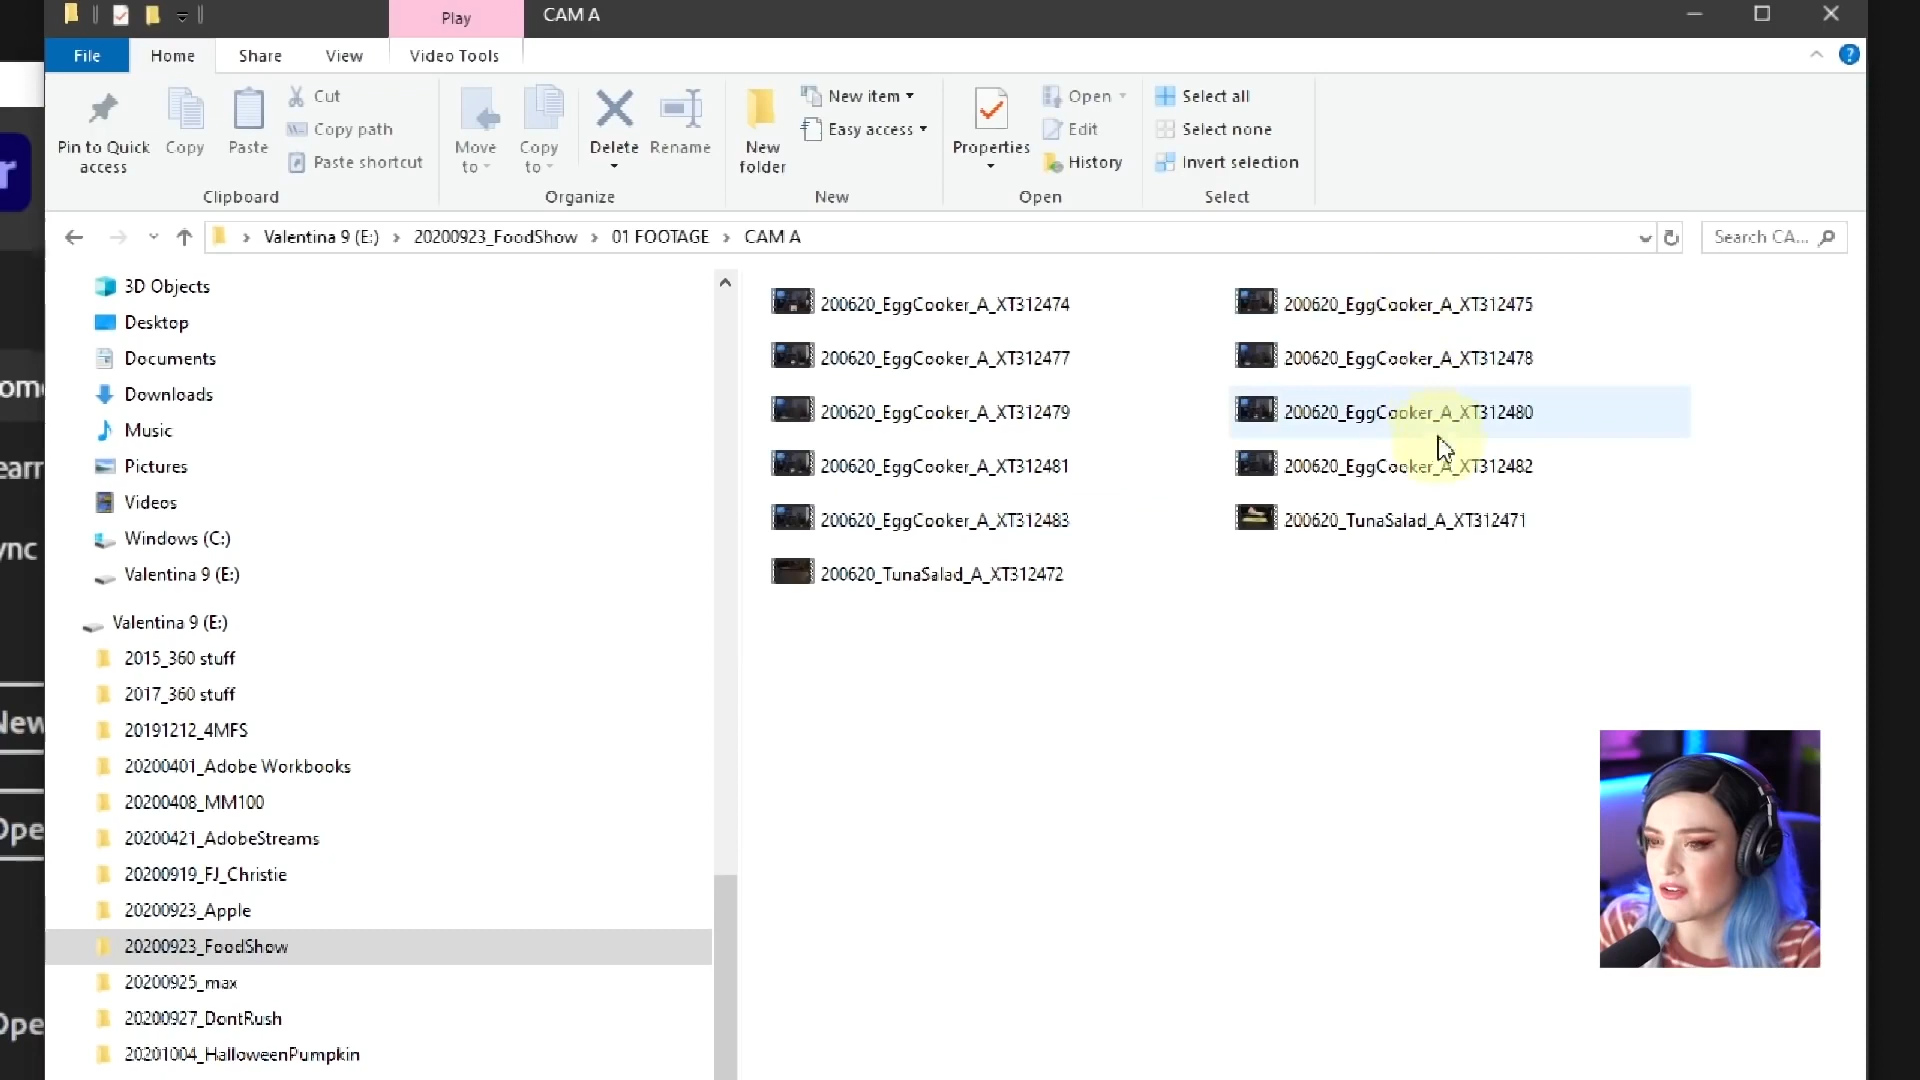 Play
CAM A
File
Home
Share
View
Video Tools
Pin to Quick access
Copy
Paste
Cut
Copy path
Paste shortcut
Clipboard
Move to
Copy to
Delete
Rename
Organize
New folder
New item
Easy access
New
Properties
Open
Edit
History
Open
Select all
Select none
Invert selection
Select
Valentina 9 (E:) > 20200923_FoodShow > 01 FOOTAGE > CAM A
Search CA...
3D Objects
Desktop
Documents
Downloads
Music
Pictures
Videos
Windows (C:)
Valentina 9 (E:)
Valentina 9 (E:)
2015_360 stuff
2017_360 stuff
20191212_4MFS
20200401_Adobe Workbooks
20200408_MM100
20200421_AdobeStreams
20200919_FJ_Christie
20200923_Apple
20200923_FoodShow
20200925_max
20200927_DontRush
20201004_HalloweenPumpkin
200620_EggCooker_A_XT312474
200620_EggCooker_A_XT312475
200620_EggCooker_A_XT312477
200620_EggCooker_A_XT312478
200620_EggCooker_A_XT312479
200620_EggCooker_A_XT312480
200620_EggCooker_A_XT312481
200620_EggCooker_A_XT312482
200620_EggCooker_A_XT312483
200620_TunaSalad_A_XT312471
200620_TunaSalad_A_XT312472